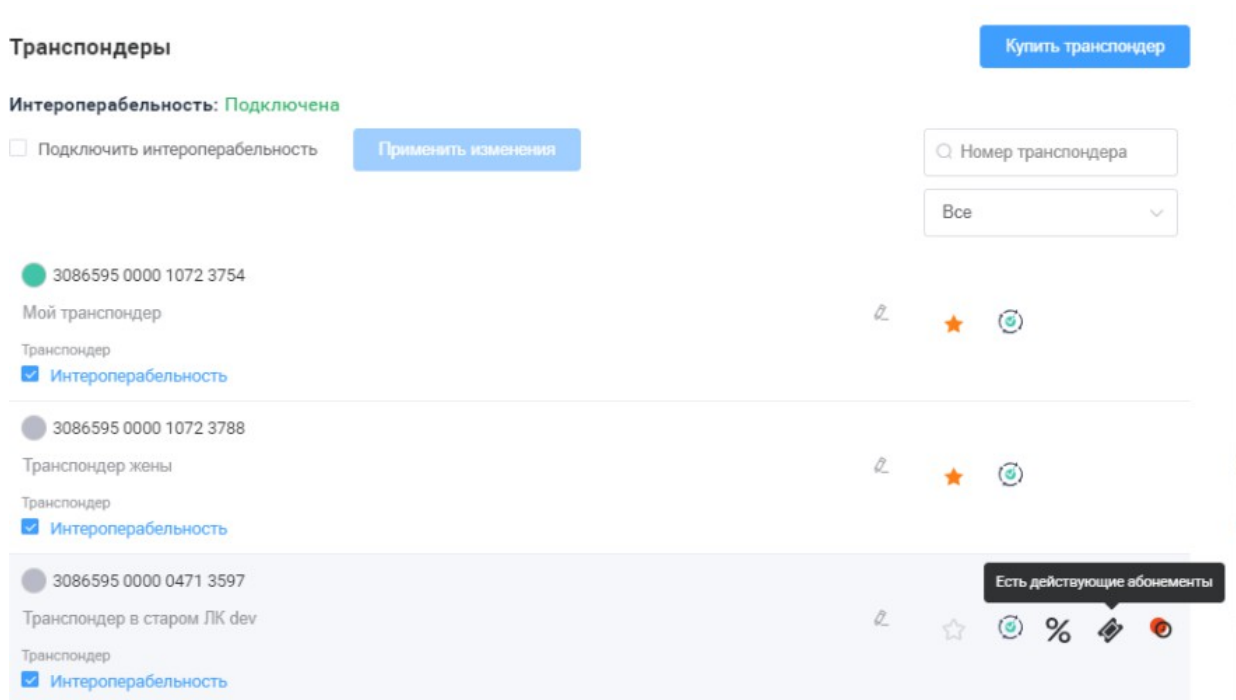 Транспондеры
Купить транспондер
Интероперабельность: Подключена
Подключить интероперабельность
Применить изменения
Номер транспондера
Все
3086595 0000 1072 3754
Мой транспондер
Транспондер
Интероперабельность
3086595 0000 1072 3788
Транспондер жены
Транспондер
Интероперабельность
3086595 0000 0471 3597
Есть действующие абонементы
Транспондер в старом ЛК dev
Транспондер
Интероперабельность